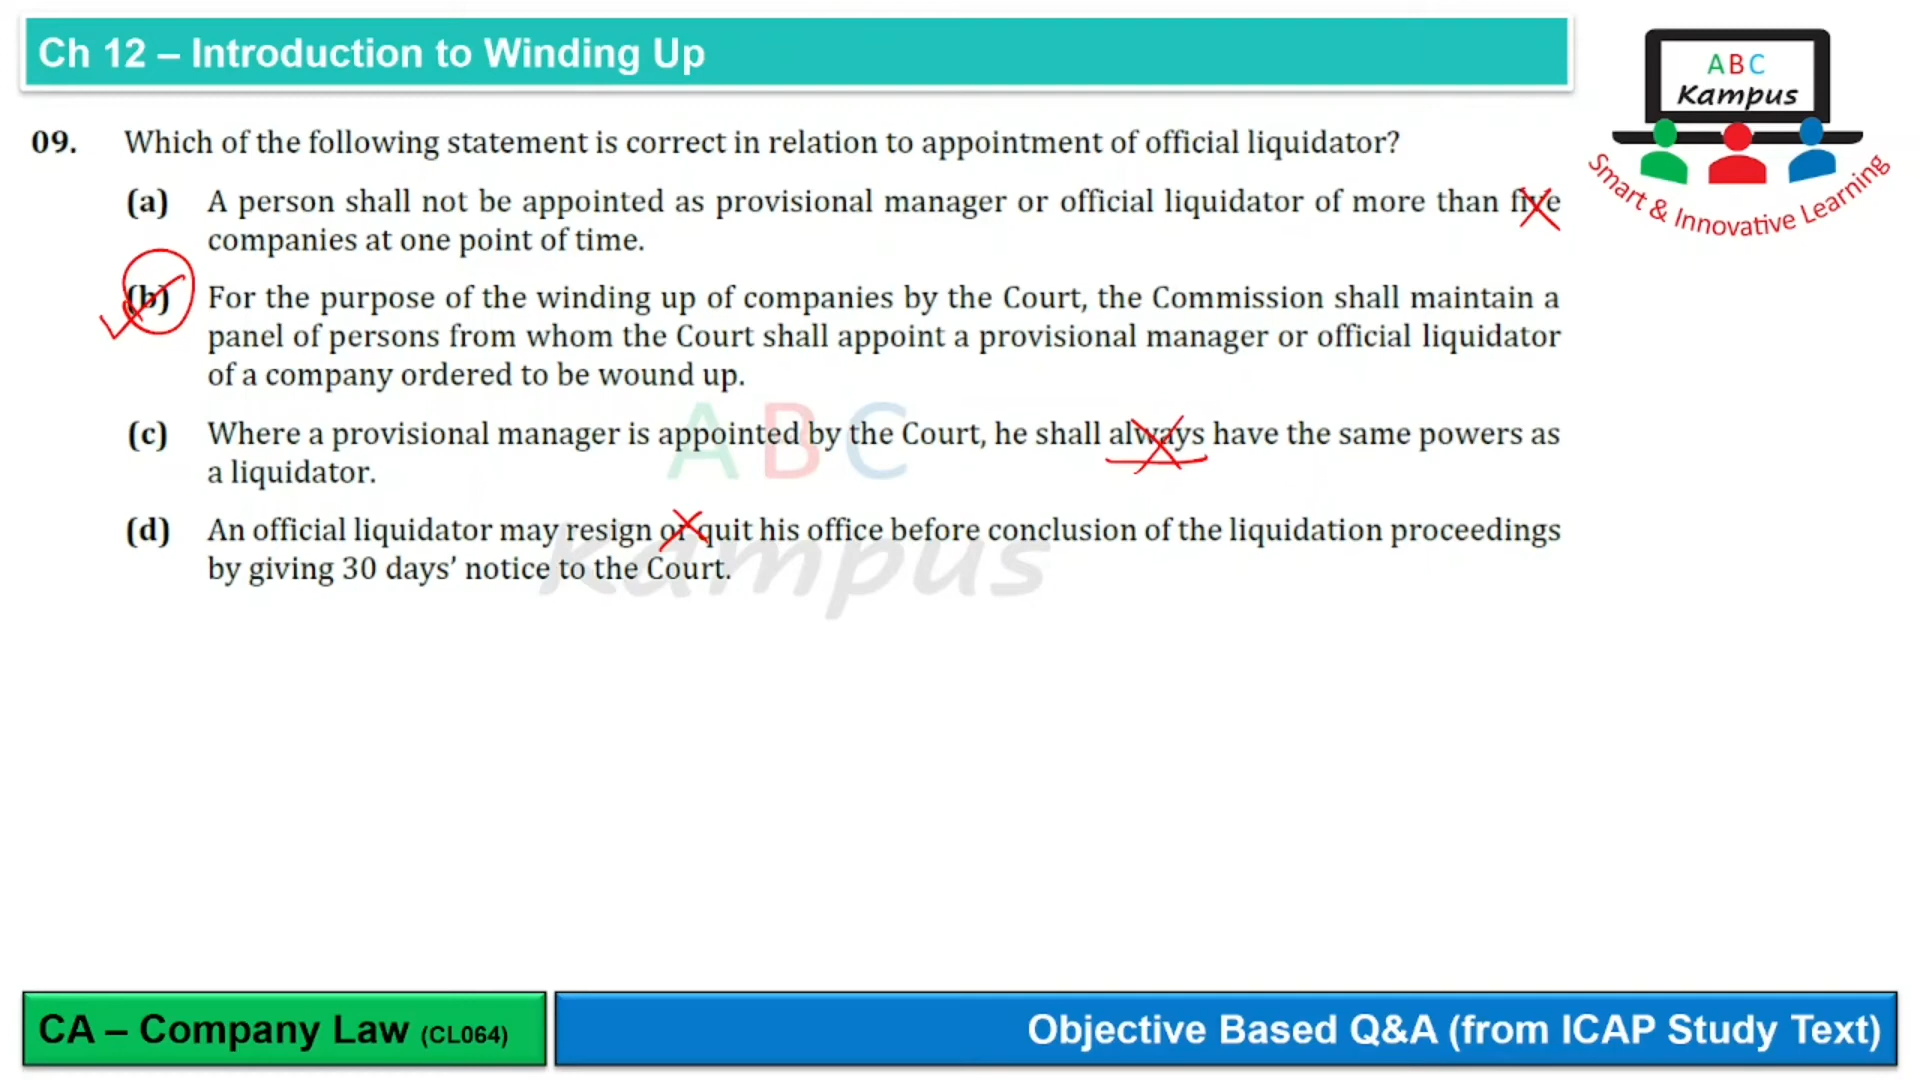 Ch 12 – Introduction to Winding Up
ABC
Kampus
Smart & Innovative Learning
09. Which of the following statement is correct in relation to appointment of official liquidator?
(a) A person shall not be appointed as provisional manager or official liquidator of more than five
companies at one point of time.
(b) For the purpose of the winding up of companies by the Court, the Commission shall maintain a
panel of persons from whom the Court shall appoint a provisional manager or official liquidator
of a company ordered to be wound up.
(c) Where a provisional manager is appointed by the Court, he shall always have the same powers as
a liquidator.
(d) An official liquidator may resign or quit his office before conclusion of the liquidation proceedings
by giving 30 days’ notice to the Court.
ABC
Kampus
CA – Company Law (CL064)
Objective Based Q&A (from ICAP Study Text)